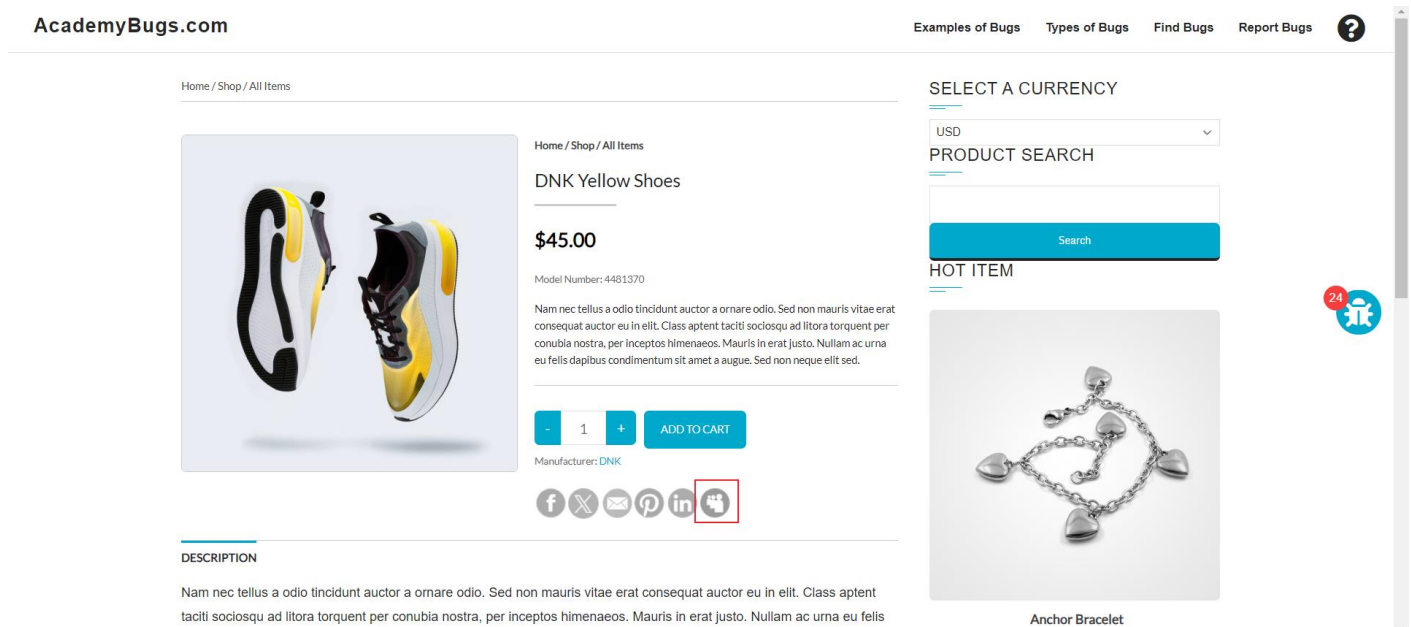 AcademyBugs.com
Examples of Bugs
Types of Bugs
Find Bugs
Report Bugs
?
Home / Shop / All Items
Home / Shop / All Items
DNK Yellow Shoes
$45.00
Model Number: 4481370
Nam nec tellus a odio tincidunt auctor a ornare odio. Sed non mauris vitae erat
consequat auctor eu in elit. Class aptent taciti sociosqu ad litora torquent per
conubia nostra, per inceptos himenaeos. Mauris in erat justo. Nullam ac urna
eu felis dapibus condimentum sit amet a augue. Sed non neque elit sed.
- 1 +
ADD TO CART
Manufacturer: DNK
DESCRIPTION
Nam nec tellus a odio tincidunt auctor a ornare odio. Sed non mauris vitae erat consequat auctor eu in elit. Class aptent
taciti sociosqu ad litora torquent per conubia nostra, per inceptos himenaeos. Mauris in erat justo. Nullam ac urna eu felis
SELECT A CURRENCY
USD
PRODUCT SEARCH
Search
HOT ITEM
Anchor Bracelet
24